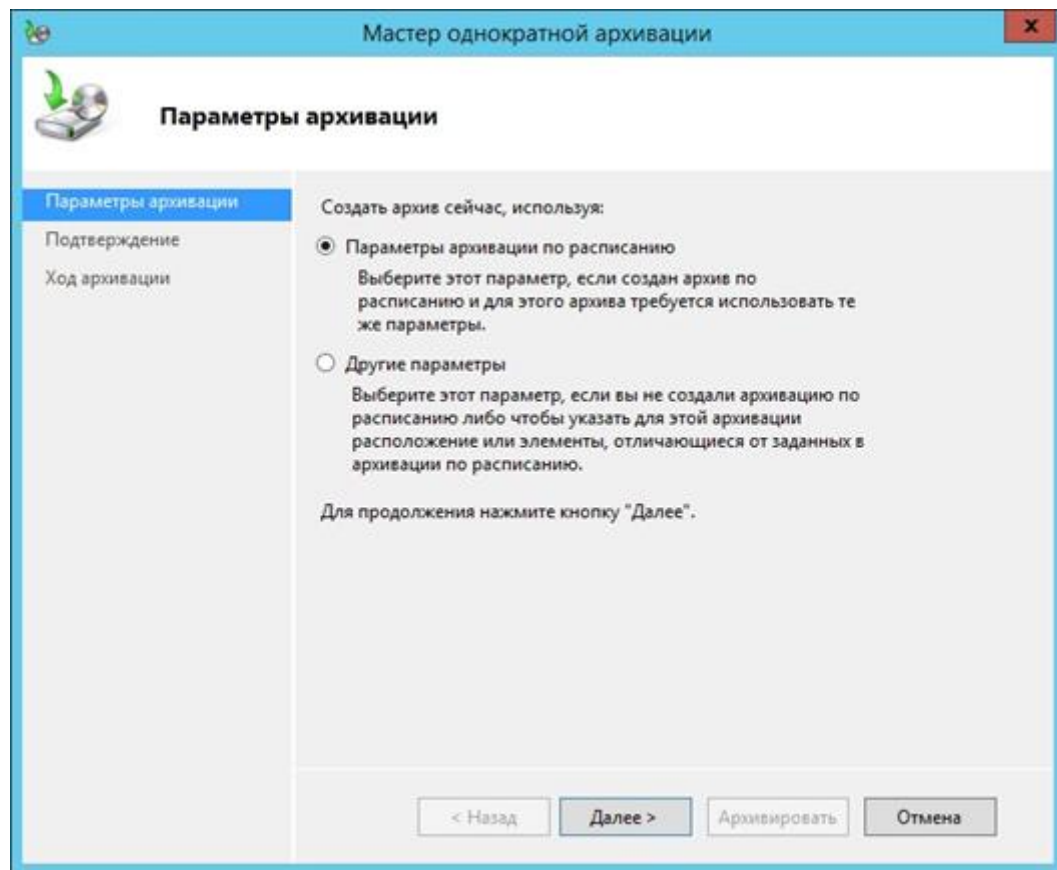 Мастер однократной архивации
x
Параметры архивации
Параметры архивации
Подтверждение
Ход архивации
Создать архив сейчас, используя:
Параметры архивации по расписанию
Выберите этот параметр, если создан архив по
расписанию и для этого архива требуется использовать те
же параметры.
Другие параметры
Выберите этот параметр, если вы не создали архивацию по
расписанию либо чтобы указать для этой архивации
расположение или элементы, отличающиеся от заданных в
архивации по расписанию.
Для продолжения нажмите кнопку "Далее".
< Назад
Далее >
Архивировать
Отмена